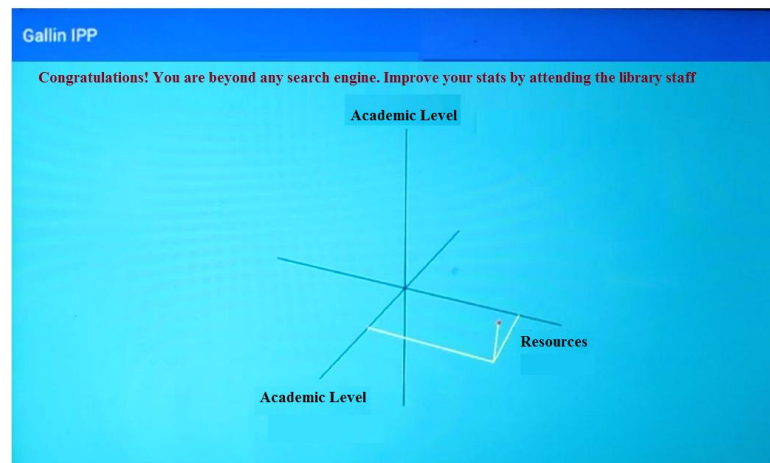 Gallin IPP
Congratulations! You are beyond any search engine. Improve your stats by attending the library staff
Academic Level
Resources
Academic Level